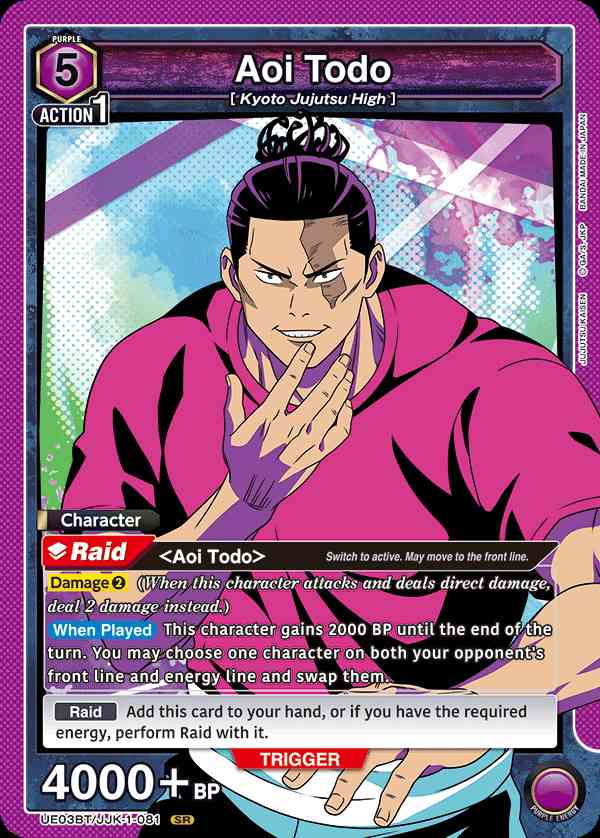 PURPLE
5
ACTION 1
Aoi Todo
[ Kyoto Jujutsu High ]
BANDAI MADE IN JAPAN
© GA/S, JKP
JUJUTSU KAISEN
Character
Raid <Aoi Todo> Switch to active. May move to the front line.
Damage 2 (When this character attacks and deals direct damage,
deal 2 damage instead.)
When Played This character gains 2000 BP until the end of the
turn. You may choose one character on both your opponent's
front line and energy line and swap them.
Raid Add this card to your hand, or if you have the required
energy, perform Raid with it.
TRIGGER
4000+ BP
UE03BT/JJK-1-081 SR
PURPLE ENERGY